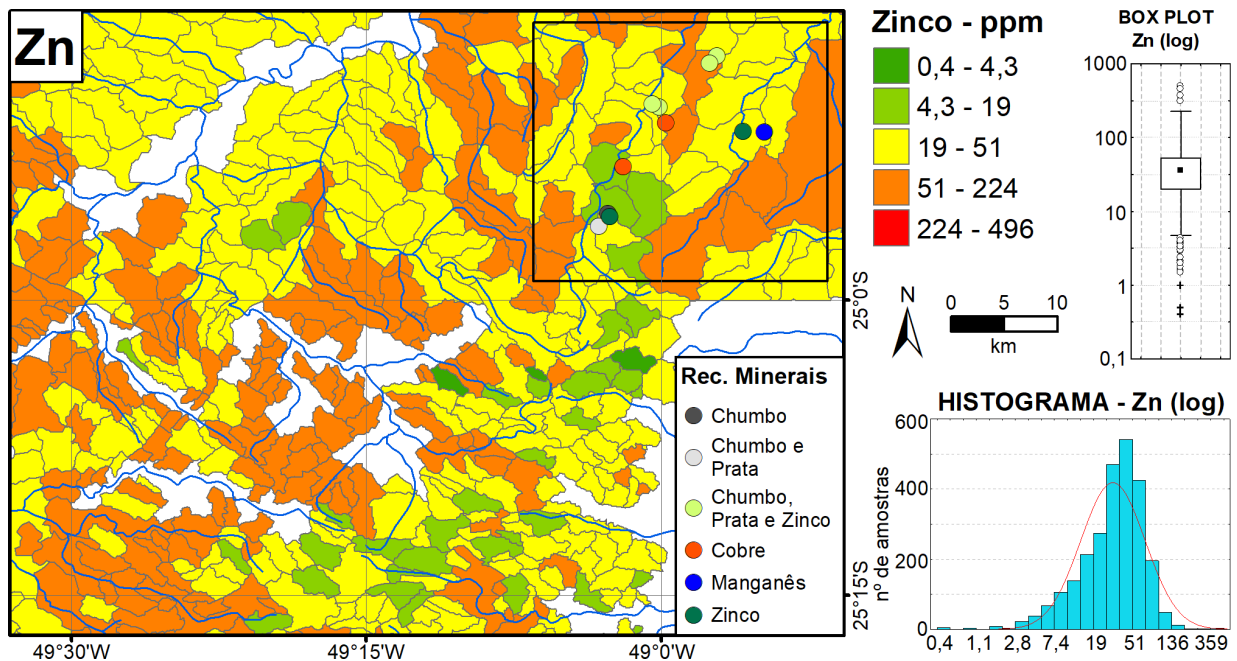 Zn
Zinco - ppm
0,4 - 4,3
4,3 - 19
19 - 51
51 - 224
224 - 496
BOX PLOT
Zn (log)
1000
100
10
1
0,1
N
0 5 10
km
25°0'S
25°15'S
Rec. Minerais
Chumbo
Chumbo e
Prata
Chumbo,
Prata e Zinco
Cobre
Manganês
Zinco
49°30'W
49°15'W
49°0'W
HISTOGRAMA - Zn (log)
nº de amostras
600
400
200
0
0,4 1,1 2,8 7,4 19 51 136 359